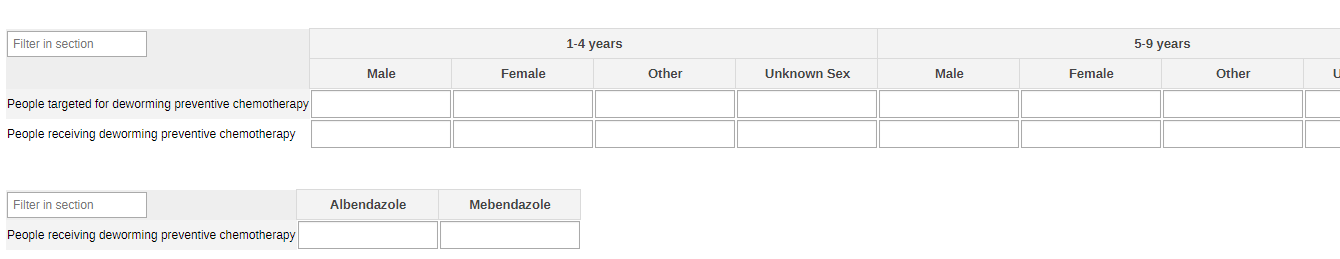 Filter in section 1-4 years 5-9 years
Male Female Other Unknown Sex Male Female Other
People targeted for deworming preventive chemotherapy
People receiving deworming preventive chemotherapy
Filter in section Albendazole Mebendazole
People receiving deworming preventive chemotherapy